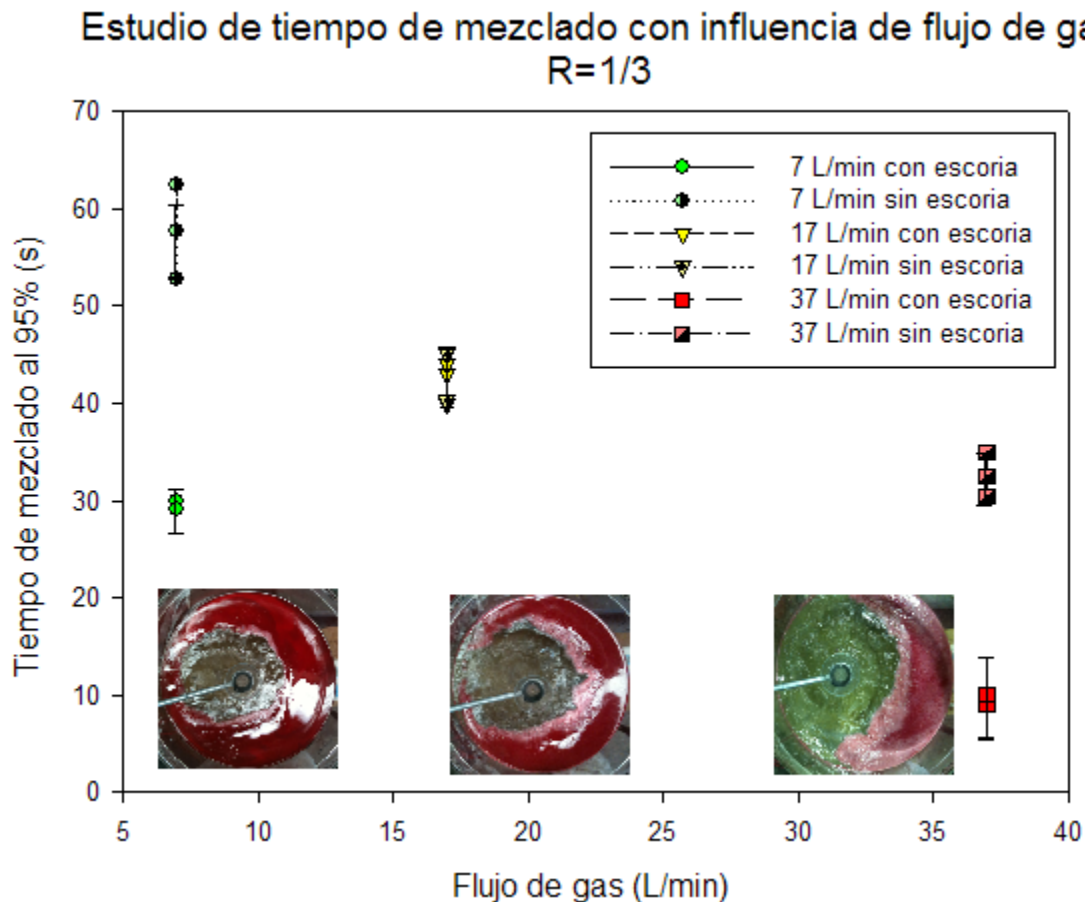 Estudio de tiempo de mezclado con influencia de flujo de ga
R=1/3
70
60
50
40
30
20
10
0
Tiempo de mezclado al 95% (s)
7 L/min con escoria
7 L/min sin escoria
17 L/min con escoria
17 L/min sin escoria
37 L/min con escoria
37 L/min sin escoria
5 10 15 20 25 30 35 40
Flujo de gas (L/min)